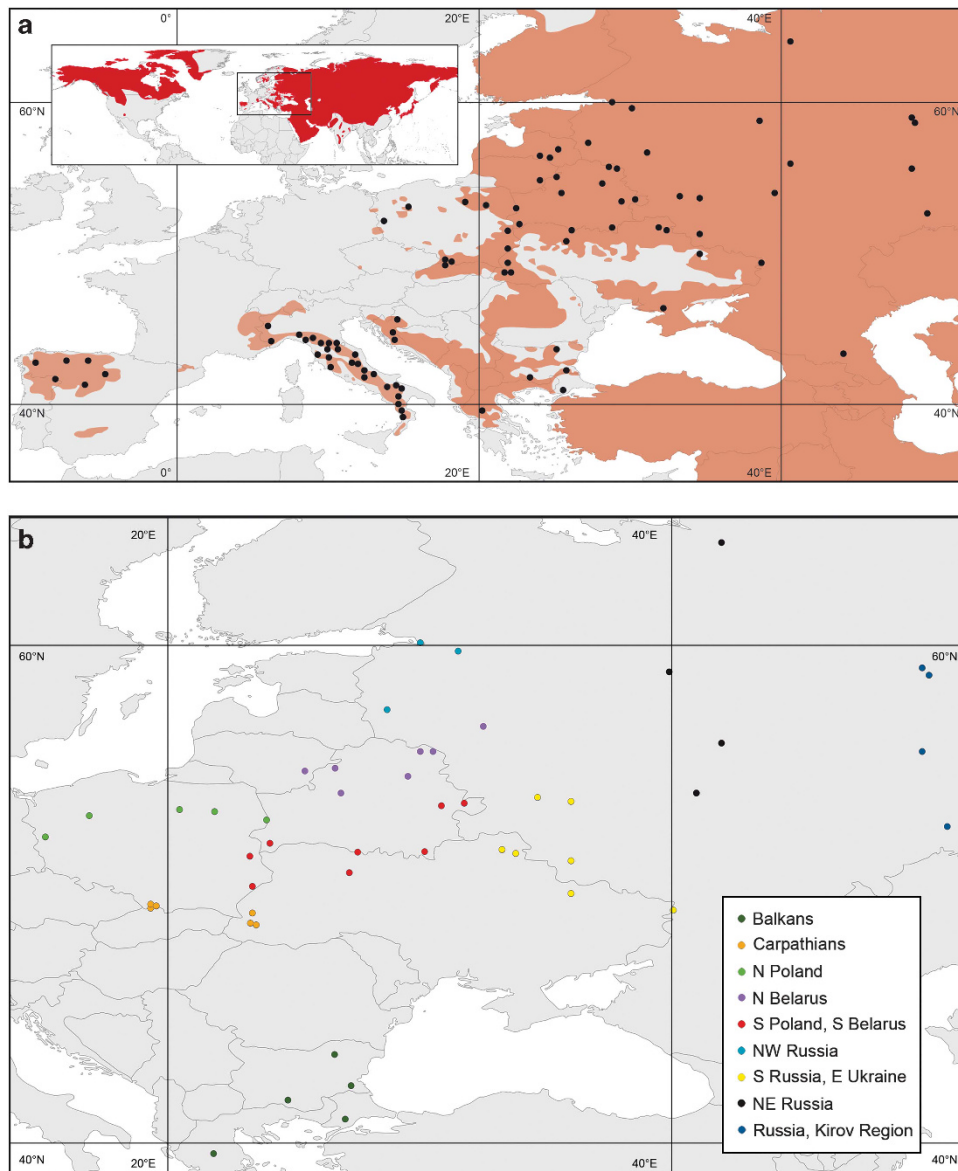 a
0°
20°E
40°E
60°N
60°N
40°N
40°N
0°
20°E
40°E
b
20°E
40°E
60°N
60°N
Balkans
Carpathians
N Poland
N Belarus
S Poland, S Belarus
NW Russia
S Russia, E Ukraine
NE Russia
Russia, Kirov Region
40°N
20°E
40°E
40°N